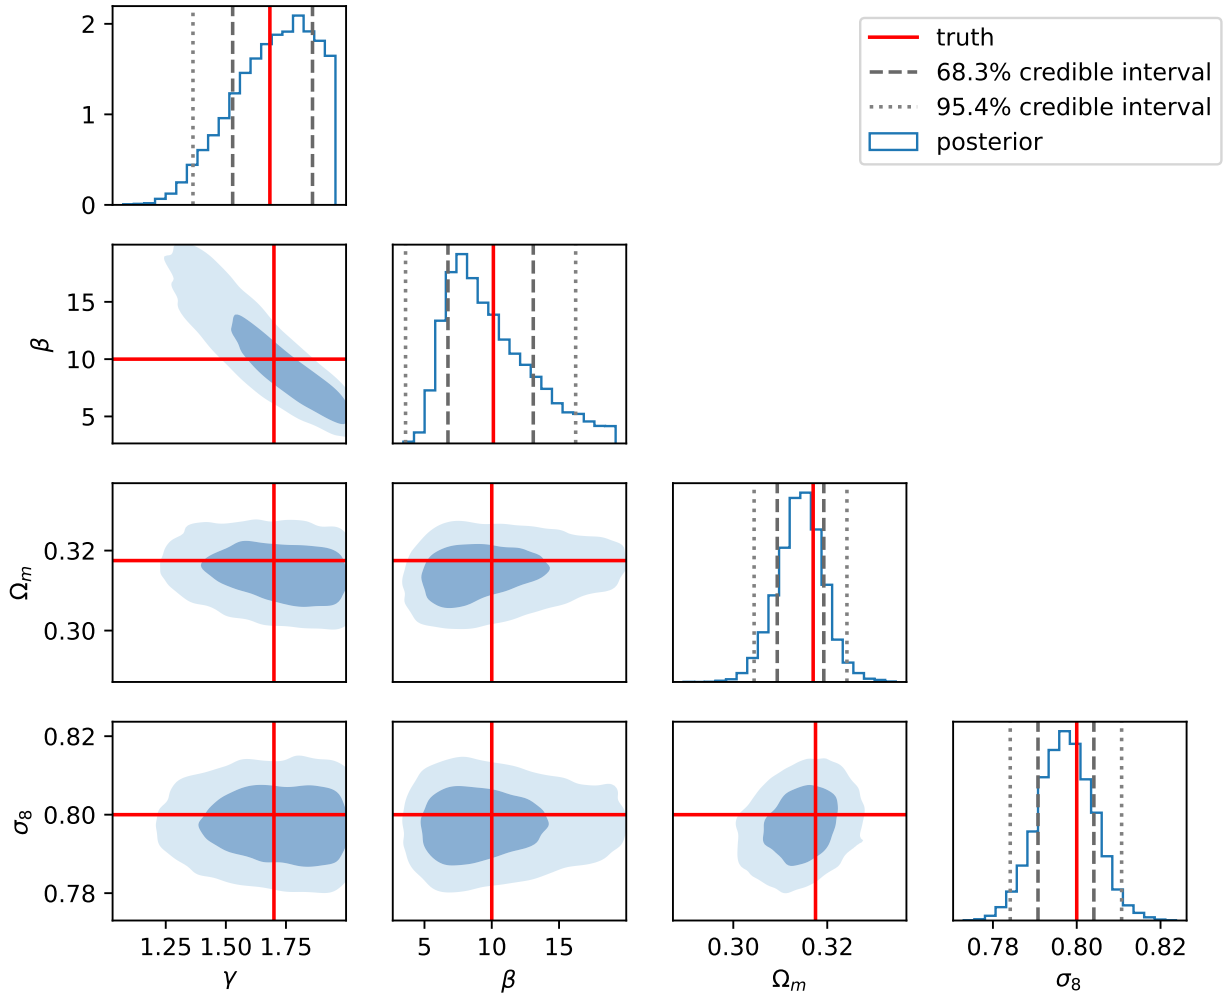 2
truth
68.3% credible interval
95.4% credible interval
posterior
1
0
15
β
10
5
0.32
Ω_m
0.30
0.82
σ_8
0.80
0.78
1.25 1.50 1.75
5 10 15
0.30 0.32
0.78 0.80 0.82
γ β Ω_m σ_8